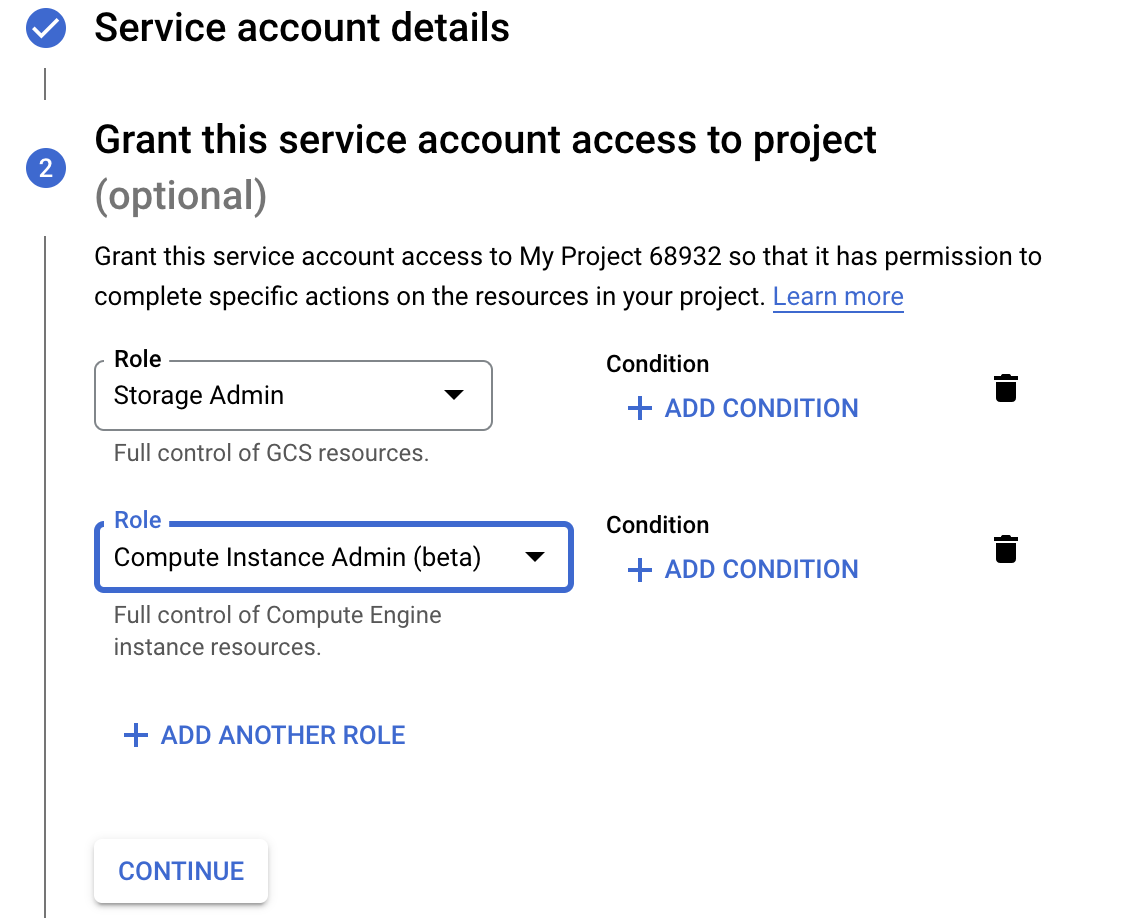 Service account details
2
Grant this service account access to project
(optional)
Grant this service account access to My Project 68932 so that it has permission to
complete specific actions on the resources in your project. Learn more
Role
Storage Admin
Condition
ADD CONDITION
Full control of GCS resources.
Role
Compute Instance Admin (beta)
Condition
ADD CONDITION
Full control of Compute Engine
instance resources.
ADD ANOTHER ROLE
CONTINUE